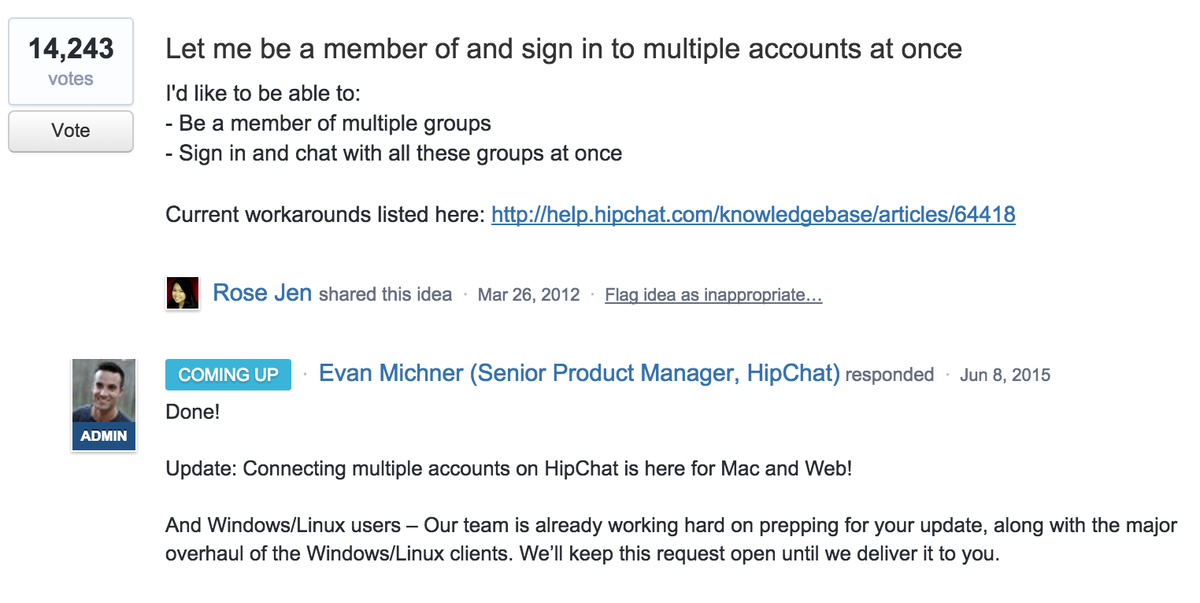 14,243
votes
Vote
Let me be a member of and sign in to multiple accounts at once
I'd like to be able to:
- Be a member of multiple groups
- Sign in and chat with all these groups at once
Current workarounds listed here: http://help.hipchat.com/knowledgebase/articles/64418
Rose Jen shared this idea · Mar 26, 2012 · Flag idea as inappropriate…
ADMIN
COMING UP · Evan Michner (Senior Product Manager, HipChat) responded · Jun 8, 2015
Done!
Update: Connecting multiple accounts on HipChat is here for Mac and Web!
And Windows/Linux users – Our team is already working hard on prepping for your update, along with the major
overhaul of the Windows/Linux clients. We’ll keep this request open until we deliver it to you.